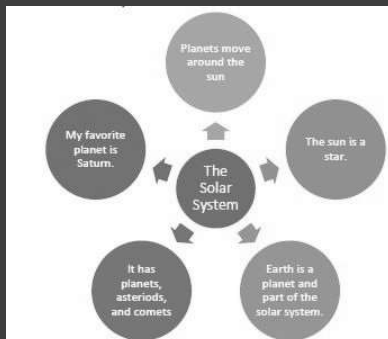 Planets move
around the
sun
My favorite
planet is
Saturn.
The sun is a
star.
The
Solar
System
It has
planets,
asteriods,
and comets
Earth is a
planet and
part of the
solar system.